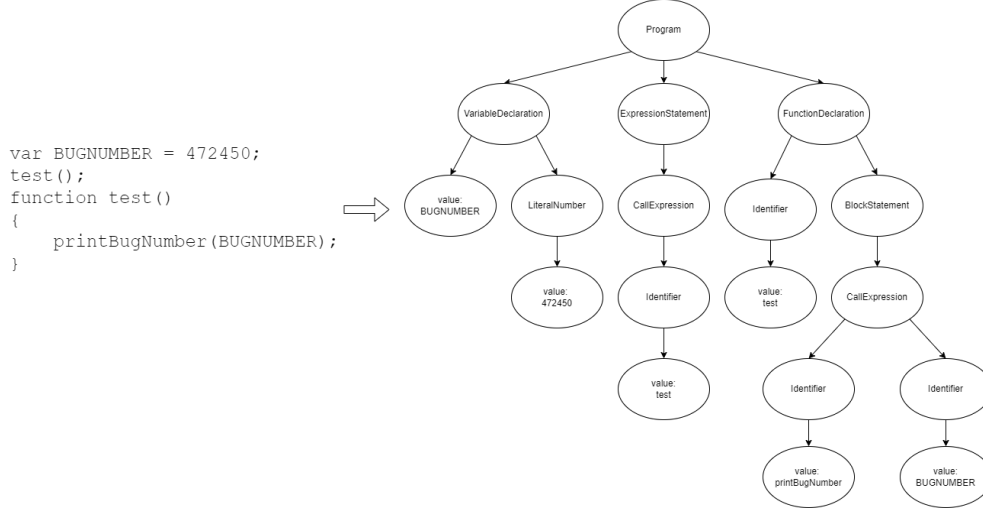 var BUGNUMBER = 472450;
test();
function test()
{
    printBugNumber(BUGNUMBER);
}
Program
VariableDeclaration
ExpressionStatement
FunctionDeclaration
value:
BUGNUMBER
LiteralNumber
CallExpression
Identifier
BlockStatement
value:
472450
Identifier
value:
test
CallExpression
value:
test
Identifier
Identifier
value:
printBugNumber
value:
BUGNUMBER